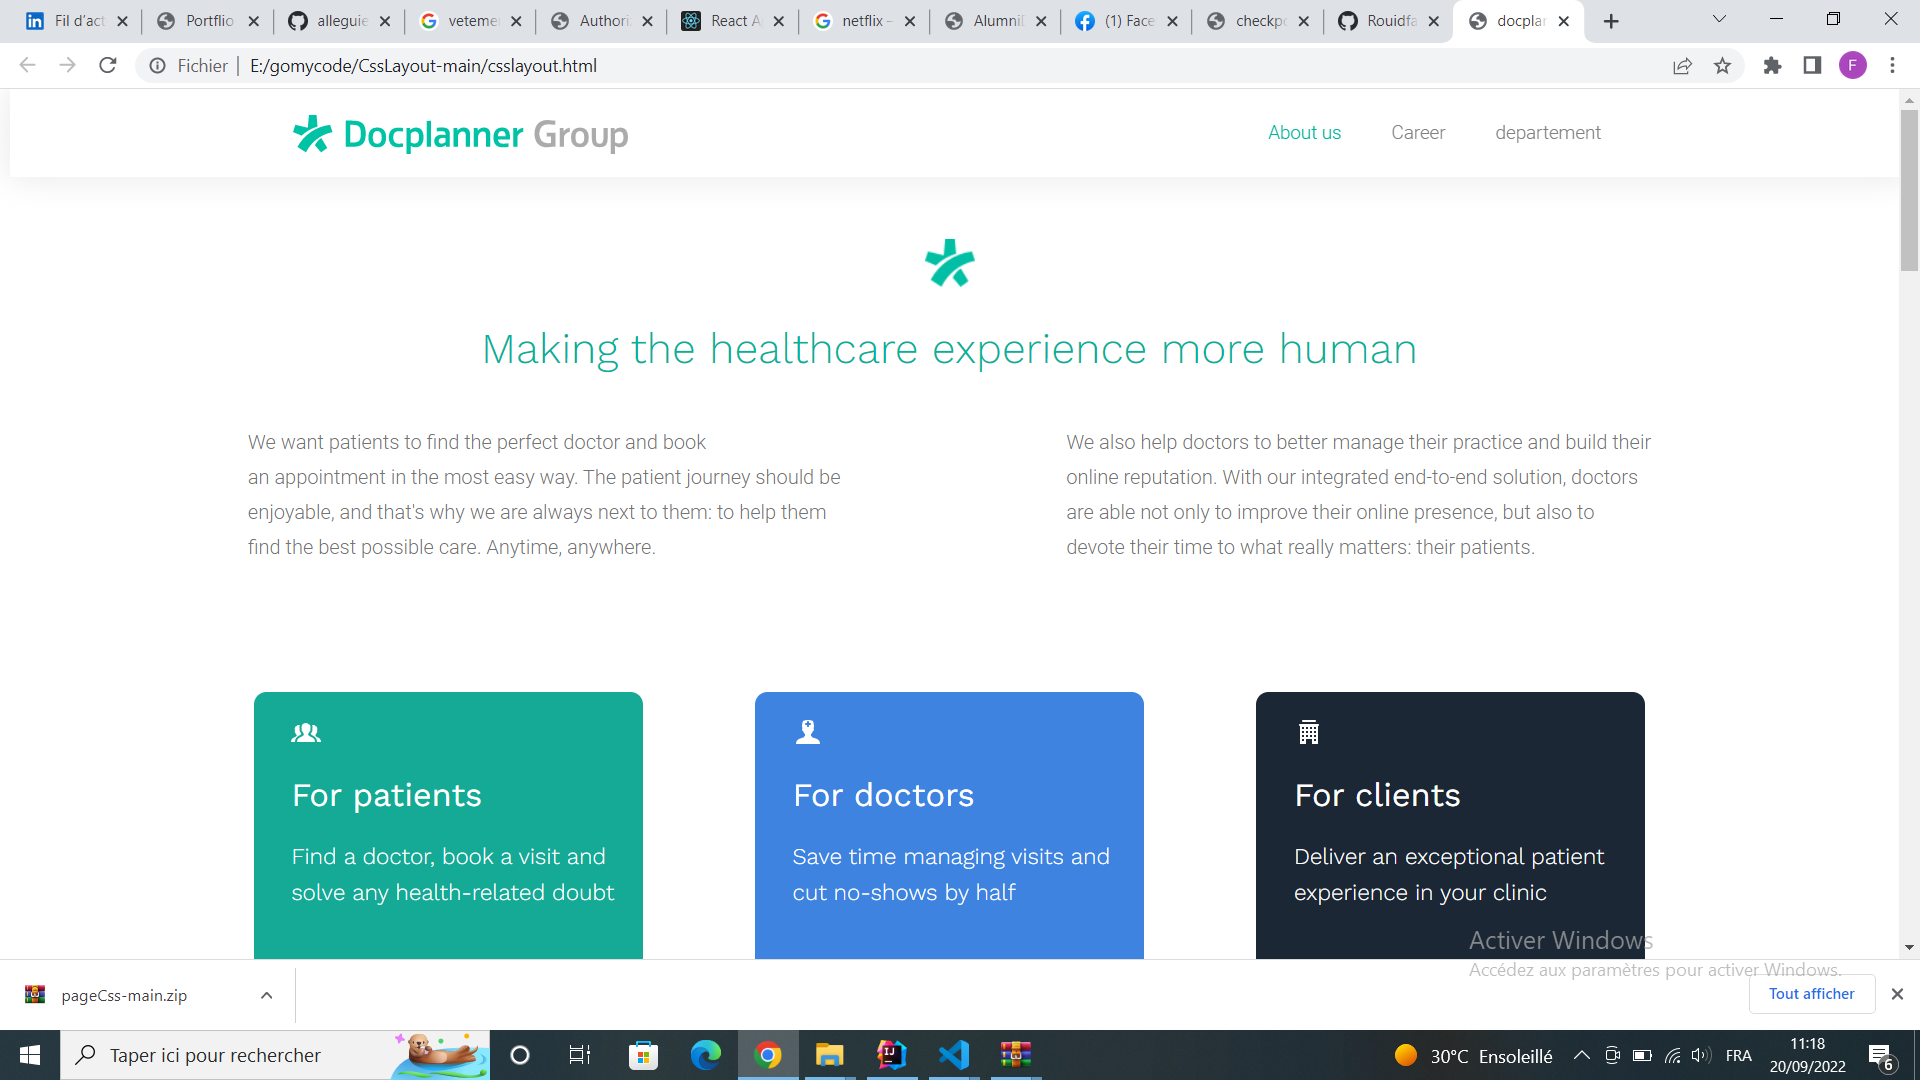 Fil d'act
Portflio
alleguie
vetemen
Authori
React A
netflix –
Alumnil
(1) Face
checkpo
Rouidfa
docplan
Fichier | E:/gomycode/CssLayout-main/csslayout.html
F
Docplanner Group
About us
Career
departement
Making the healthcare experience more human
We want patients to find the perfect doctor and book
an appointment in the most easy way. The patient journey should be
enjoyable, and that's why we are always next to them: to help them
find the best possible care. Anytime, anywhere.
We also help doctors to better manage their practice and build their
online reputation. With our integrated end-to-end solution, doctors
are able not only to improve their online presence, but also to
devote their time to what really matters: their patients.
For patients
Find a doctor, book a visit and
solve any health-related doubt
For doctors
Save time managing visits and
cut no-shows by half
For clients
Deliver an exceptional patient
experience in your clinic
Activer Windows
Accédez aux paramètres pour activer Windows.
pageCss-main.zip
Tout afficher
Taper ici pour rechercher
30°C Ensoleillé
FRA
11:18
20/09/2022
6